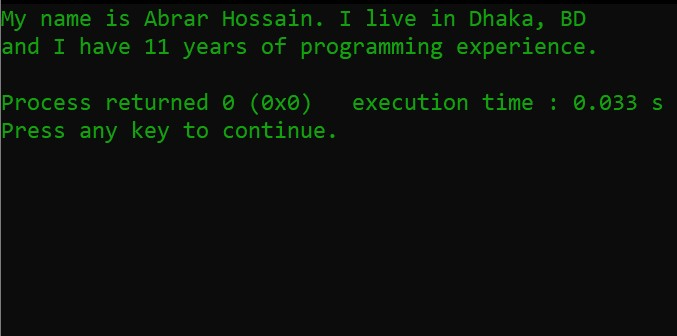 My name is Abrar Hossain. I live in Dhaka, BD
and I have 11 years of programming experience.
Process returned 0 (0x0)   execution time : 0.033 s
Press any key to continue.